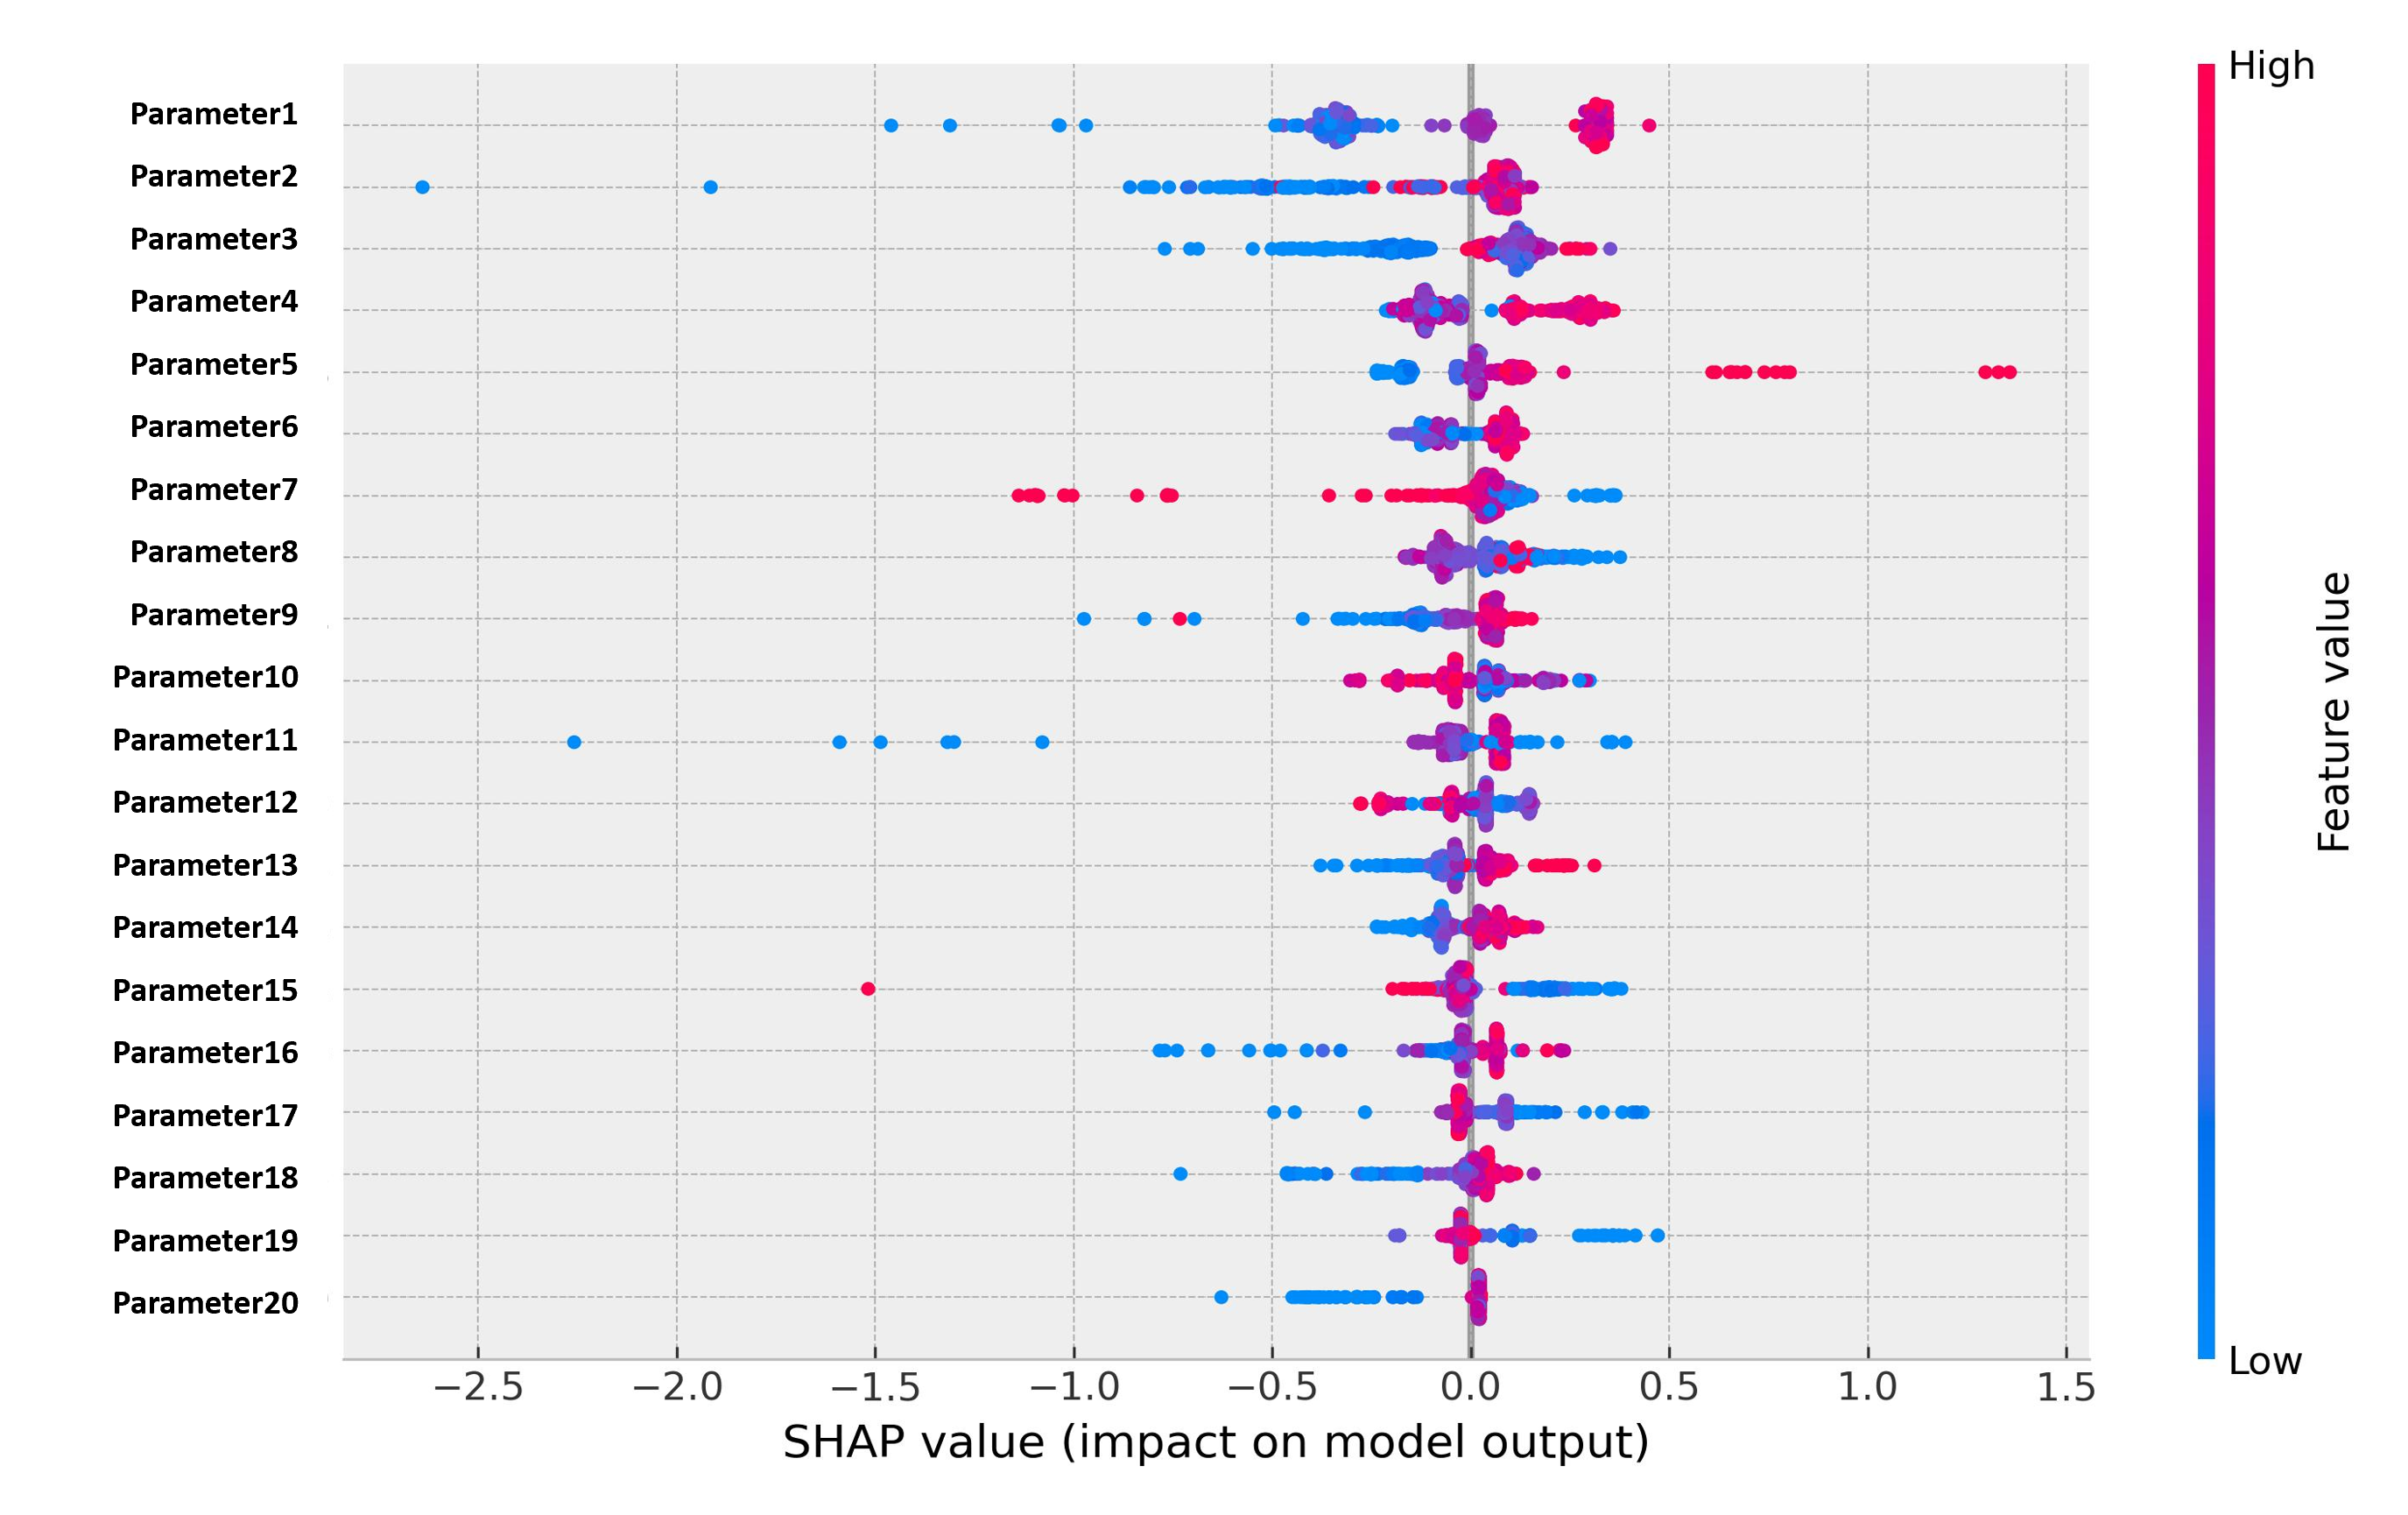 High
Parameter1
Parameter2
Parameter3
Parameter4
Parameter5
Parameter6
Parameter7
Parameter8
Parameter9
Parameter10
Parameter11
Parameter12
Parameter13
Parameter14
Parameter15
Parameter16
Parameter17
Parameter18
Parameter19
Parameter20
Feature value
Low
−2.5 −2.0 −1.5 −1.0 −0.5 0.0 0.5 1.0 1.5
SHAP value (impact on model output)